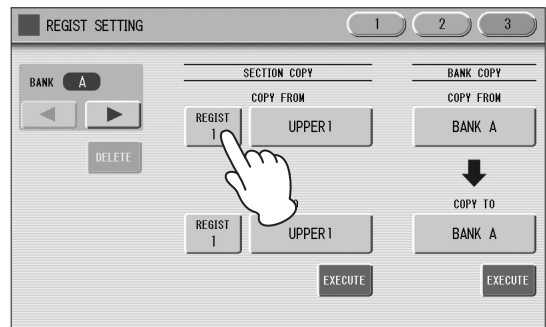 REGIST SETTING
1 2 3
BANK A
DELETE
SECTION COPY
COPY FROM
REGIST
1
UPPER1
REGIST
1
UPPER1
EXECUTE
BANK COPY
COPY FROM
BANK A
COPY TO
BANK A
EXECUTE